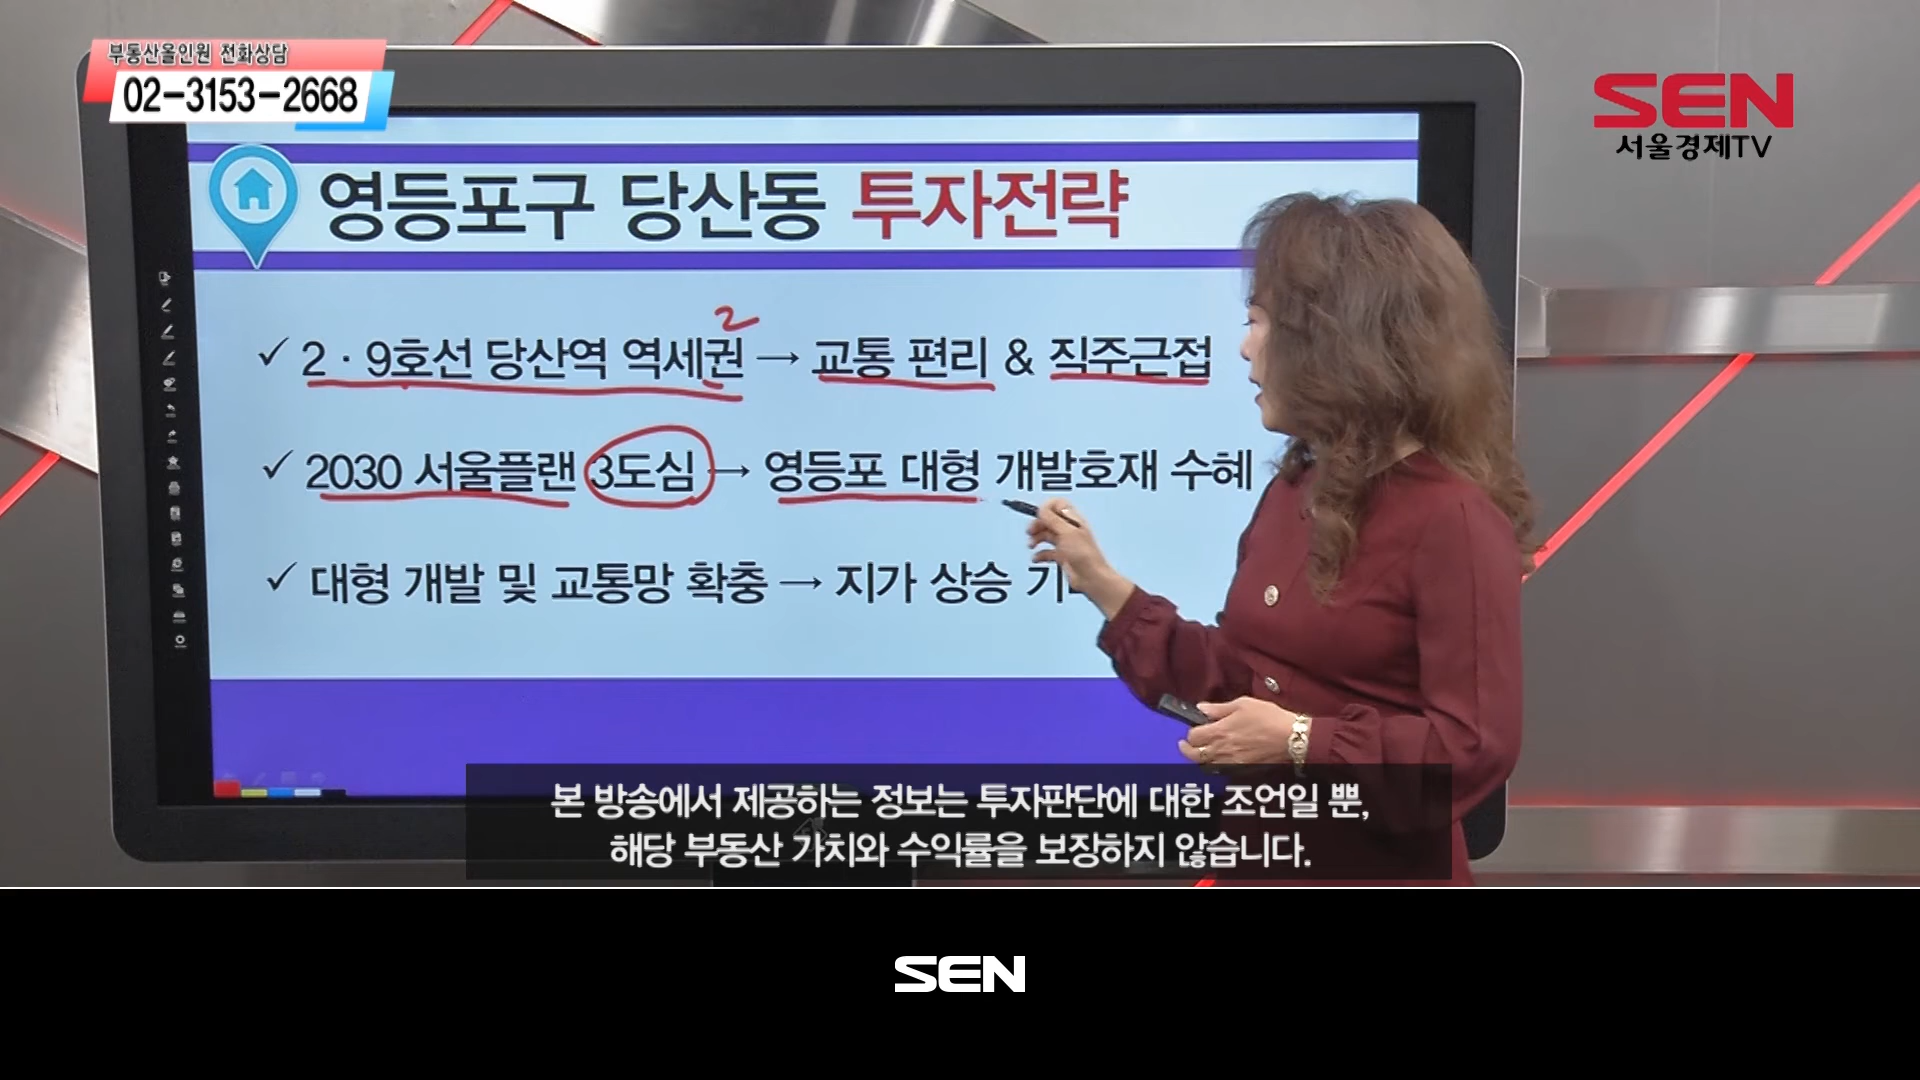 부동산올인원 전화상담
02-3153-2668
SEN
서울경제TV
영등포구 당산동 투자전략
2
✓ 2·9호선 당산역 역세권 → 교통 편리 & 직주근접
✓ 2030 서울플랜 3도심 → 영등포 대형 개발호재 수혜
✓ 대형 개발 및 교통망 확충 → 지가 상승
본 방송에서 제공하는 정보는 투자판단에 대한 조언일 뿐,
해당 부동산 가치와 수익률을 보장하지 않습니다.
SEN